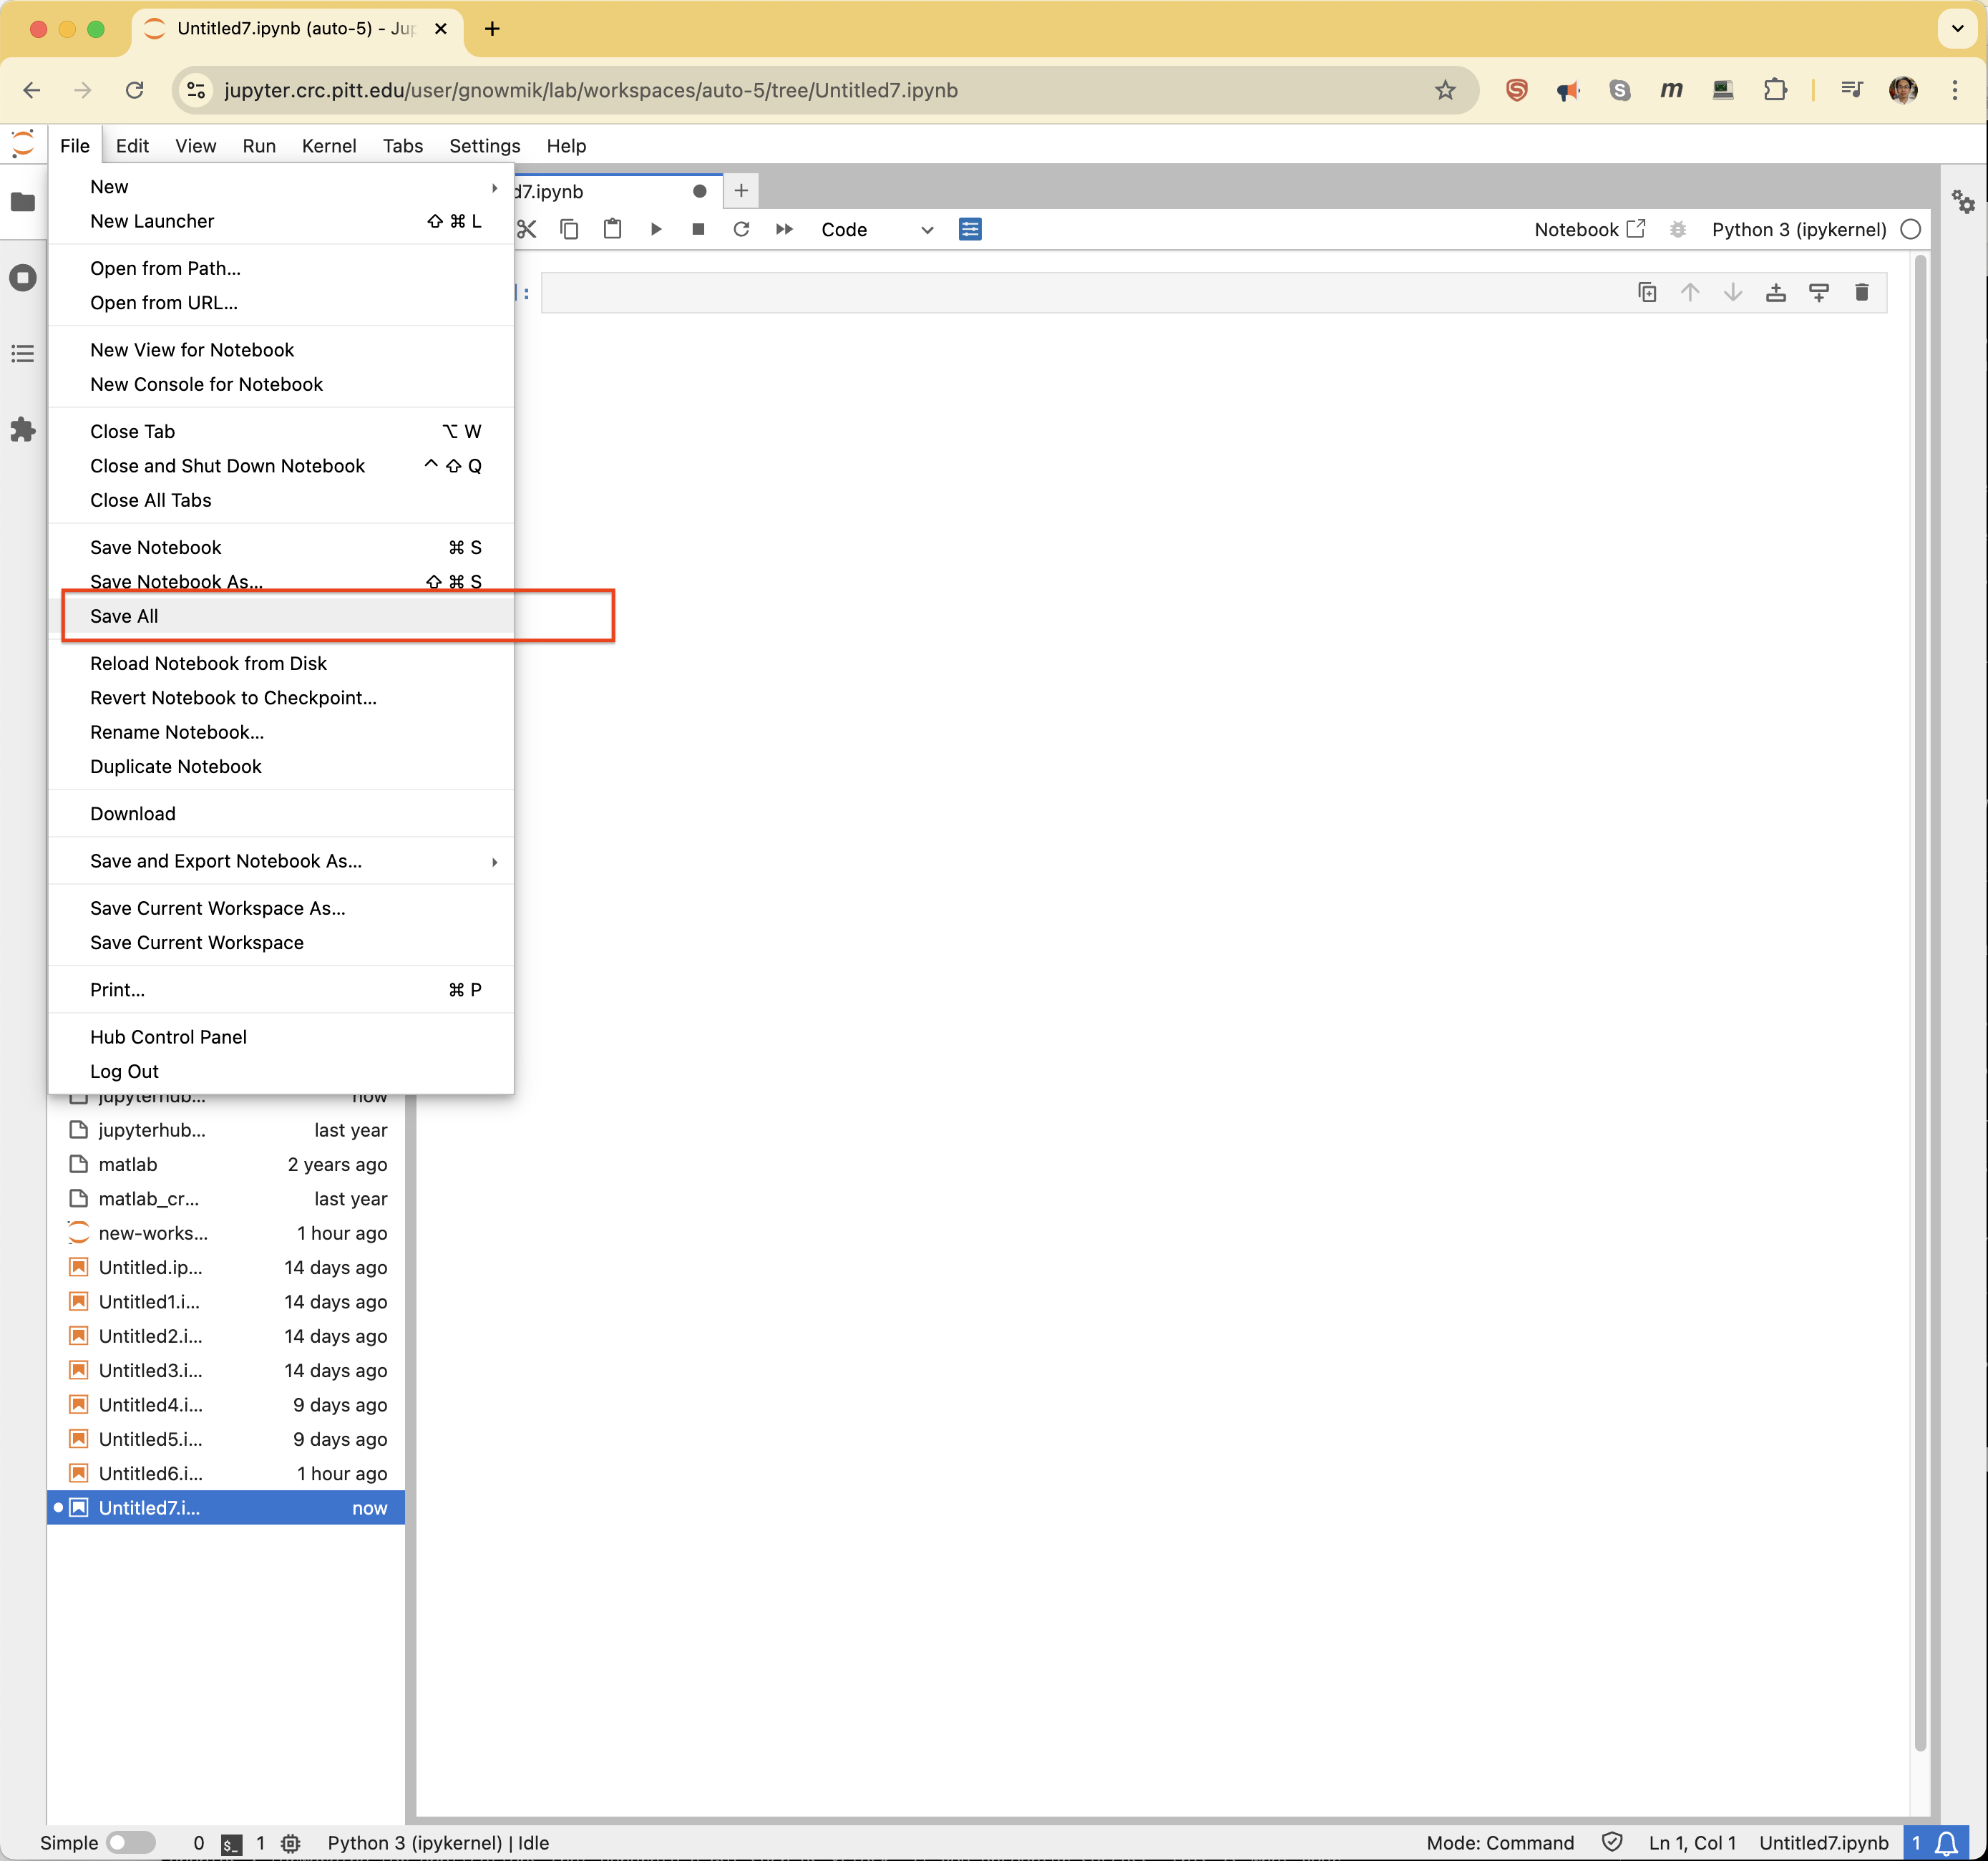 Untitled7.ipynb (auto-5) - Jup
jupyter.crc.pitt.edu/user/gnowmik/lab/workspaces/auto-5/tree/Untitled7.ipynb
File Edit View Run Kernel Tabs Settings Help
New
New Launcher ⇧ ⌘ L
Open from Path...
Open from URL...
New View for Notebook
New Console for Notebook
Close Tab ⌥ W
Close and Shut Down Notebook ^ ⇧ Q
Close All Tabs
Save Notebook ⌘ S
Save Notebook As... ⇧ ⌘ S
Save All
Reload Notebook from Disk
Revert Notebook to Checkpoint...
Rename Notebook...
Duplicate Notebook
Download
Save and Export Notebook As...
Save Current Workspace As...
Save Current Workspace
Print... ⌘ P
Hub Control Panel
Log Out
d7.ipynb
Code
Notebook
Python 3 (ipykernel)
]:
jupyterhub... now
jupyterhub... last year
matlab 2 years ago
matlab_cr... last year
new-works... 1 hour ago
Untitled.ip... 14 days ago
Untitled1.i... 14 days ago
Untitled2.i... 14 days ago
Untitled3.i... 14 days ago
Untitled4.i... 9 days ago
Untitled5.i... 9 days ago
Untitled6.i... 1 hour ago
Untitled7.i... now
Simple 0 $_ 1 Python 3 (ipykernel) | Idle Mode: Command Ln 1, Col 1 Untitled7.ipynb 1